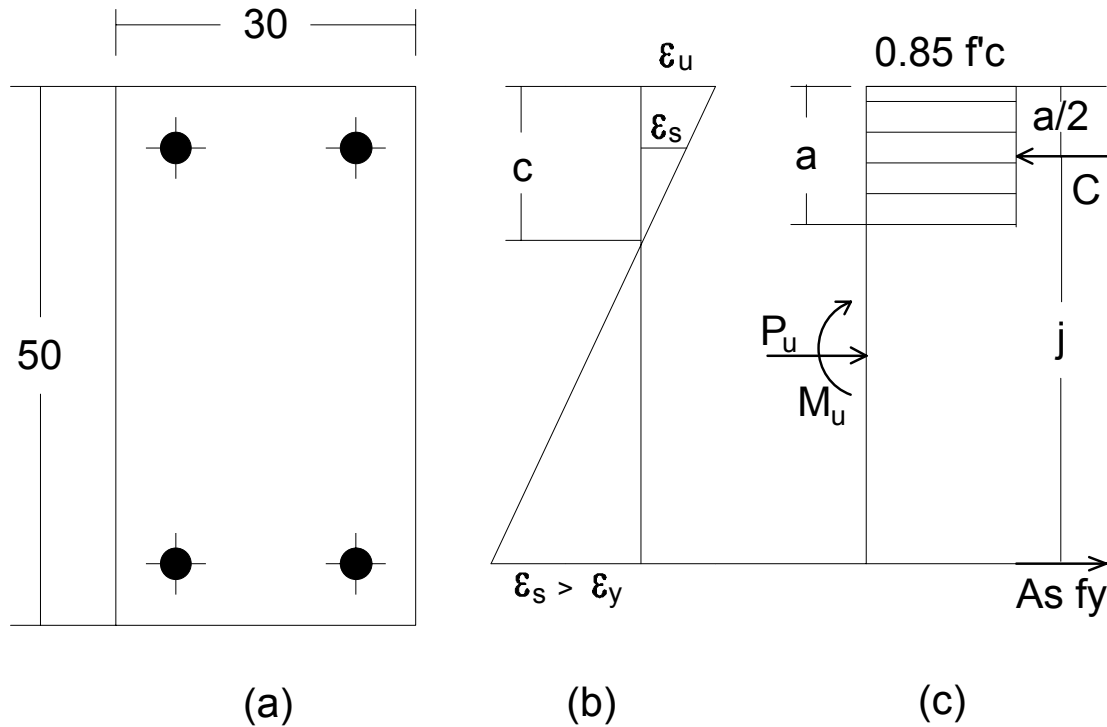 30
50
(a)
εu
εs
c
εs > εy
(b)
0.85 f'c
a
a/2
C
Pu
Mu
j
As fy
(c)